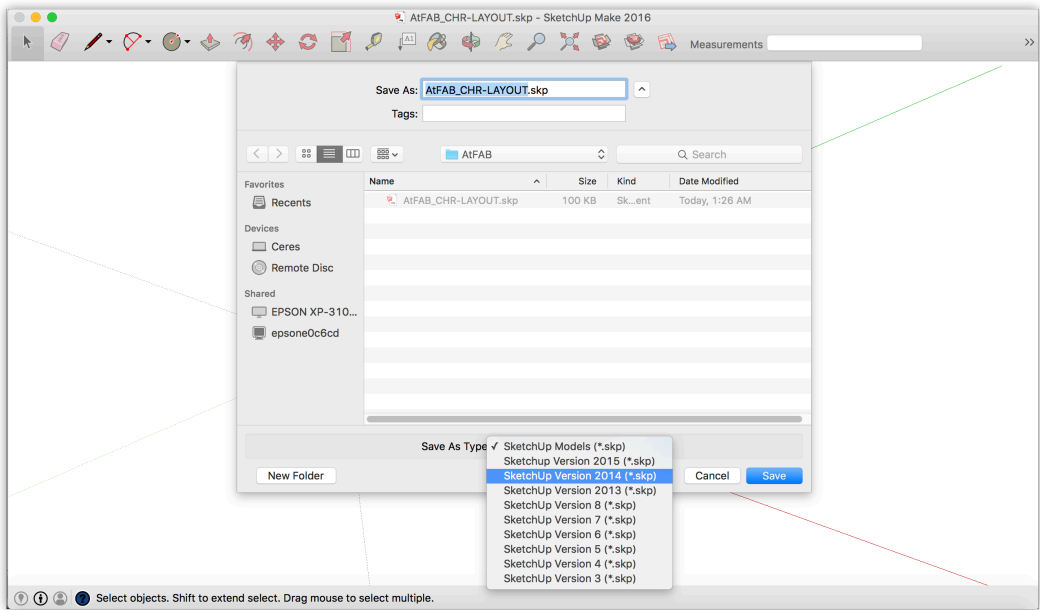 AtFAB_CHR-LAYOUT.skp - SketchUp Make 2016
A1
Measurements
Save As: AtFAB_CHR-LAYOUT.skp
Tags:
AtFAB
Search
Favorites
Recents
Devices
Ceres
Remote Disc
Shared
EPSON XP-310...
epsone0c6cd
Name Size Kind Date Modified
AtFAB_CHR-LAYOUT.skp 100 KB Sk...ent Today, 1:26 AM
Save As Type
✓ SketchUp Models (*.skp)
Sketchup Version 2015 (*.skp)
SketchUp Version 2014 (*.skp)
SketchUp Version 2013 (*.skp)
SketchUp Version 8 (*.skp)
SketchUp Version 7 (*.skp)
SketchUp Version 6 (*.skp)
SketchUp Version 5 (*.skp)
SketchUp Version 4 (*.skp)
SketchUp Version 3 (*.skp)
New Folder
Cancel
Save
? Select objects. Shift to extend select. Drag mouse to select multiple.